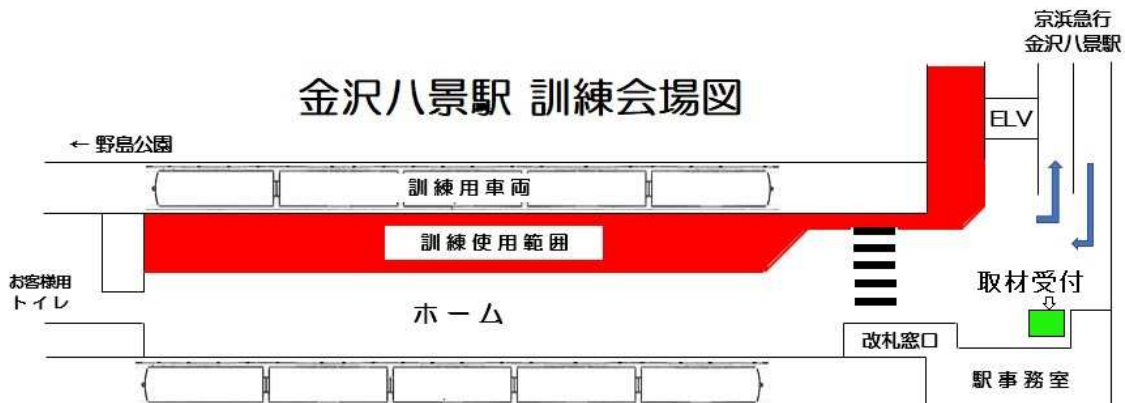 京浜急行
金沢八景駅
金沢八景駅 訓練会場図
ELV
← 野島公園
訓練用車両
訓練使用範囲
お客様用
トイレ
取材受付
ホーム
改札窓口
駅事務室